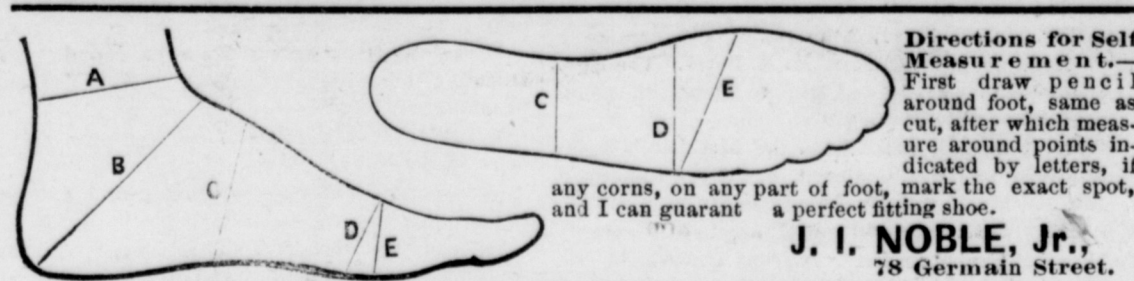 A
B
C
D
E
C
D
E
Directions for Self
Measurement.—
First draw pencil
around foot, same as
cut, after which meas-
ure around points in-
dicated by letters, if
any corns, on any part of foot, mark the exact spot,
and I can guarant a perfect fitting shoe.
J. I. NOBLE, Jr.,
78 Germain Street.